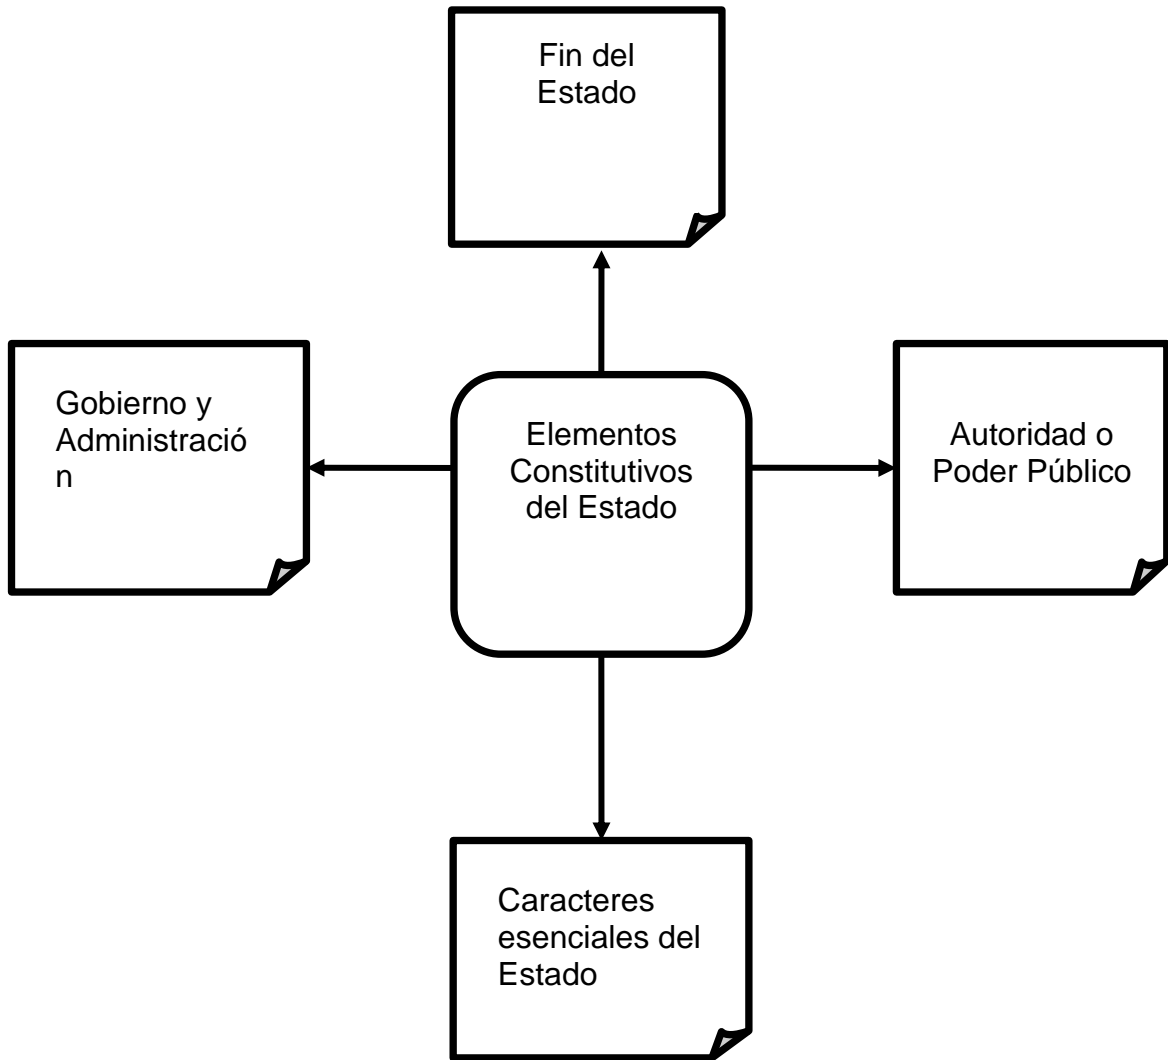 Fin del
Estado
Gobierno y
Administració
n
Elementos
Constitutivos
del Estado
Autoridad o
Poder Público
Caracteres
esenciales del
Estado